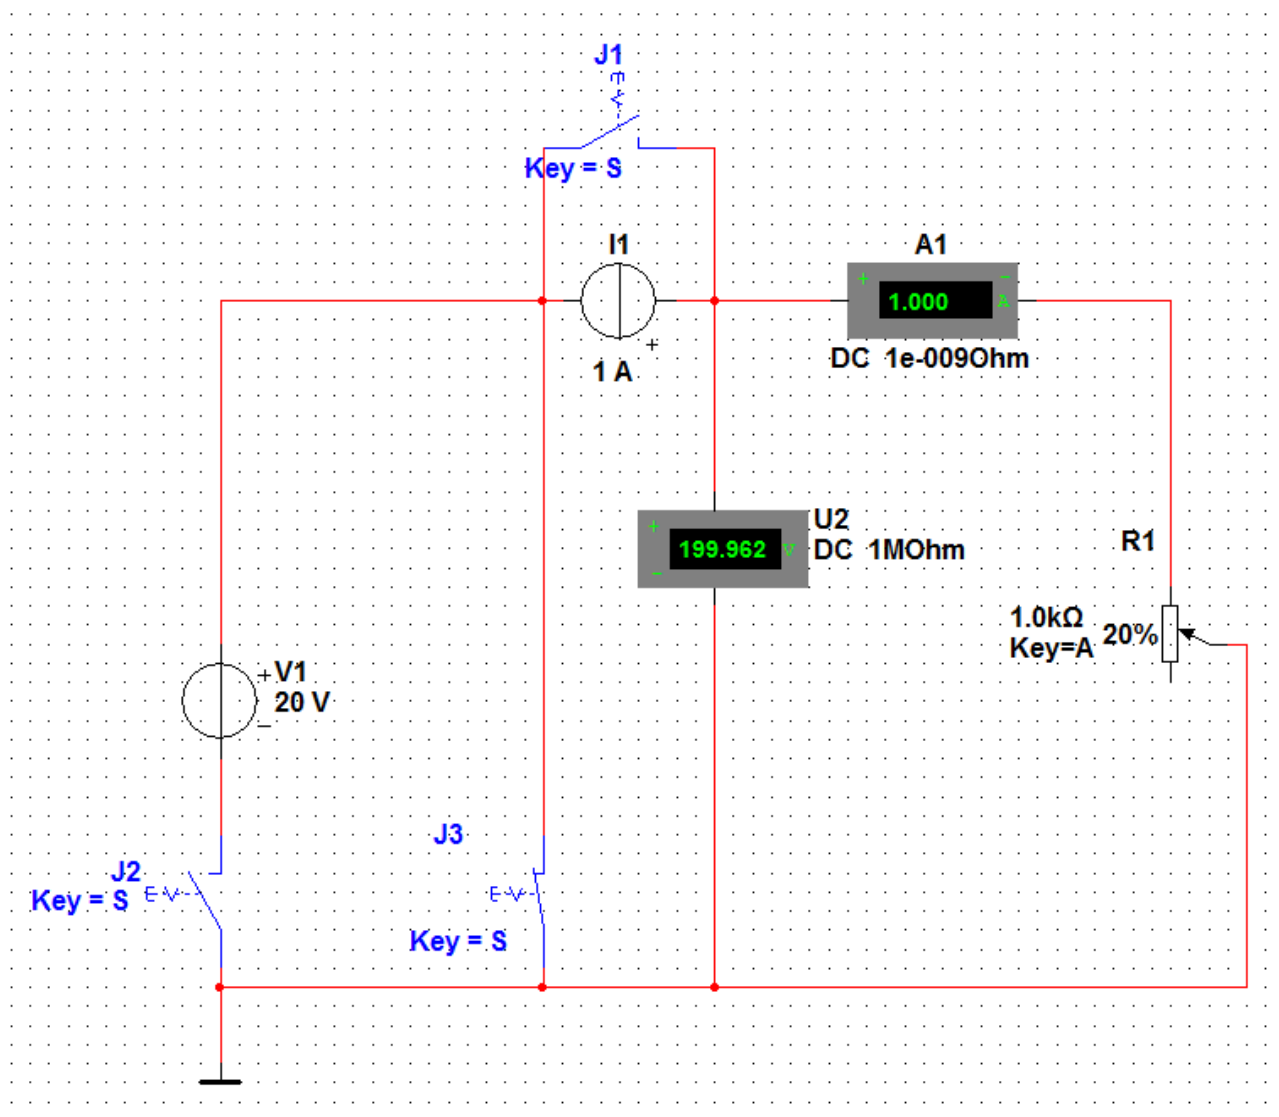 J1
Key = S
I1
+
1 A
A1
+ −
1.000 A
DC 1e-009Ohm
+
199.962 V
−
U2
DC 1MOhm
R1
1.0kΩ
Key=A
20%
+
V1
20 V
−
J2
Key = S
J3
Key = S